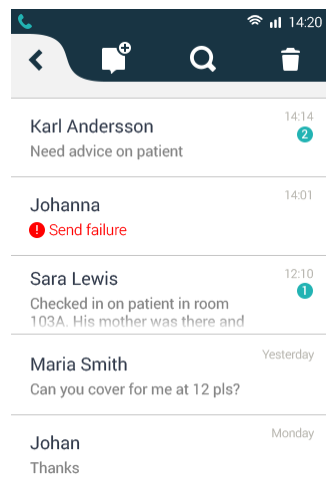 14:20
Karl Andersson
14:14
2
Need advice on patient
Johanna
14:01
! Send failure
Sara Lewis
12:10
1
Checked in on patient in room
103A. His mother was there and
Maria Smith
Yesterday
Can you cover for me at 12 pls?
Johan
Monday
Thanks